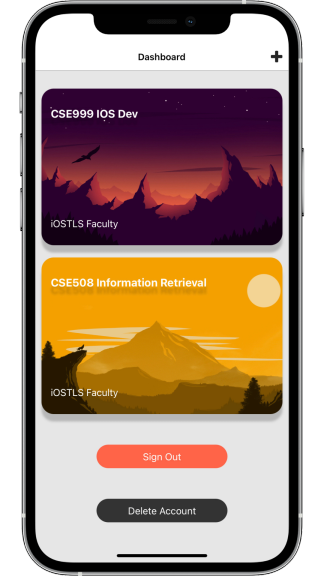 Dashboard
CSE999 IOS Dev
iOSTLS Faculty
CSE508 Information Retrieval
iOSTLS Faculty
Sign Out
Delete Account